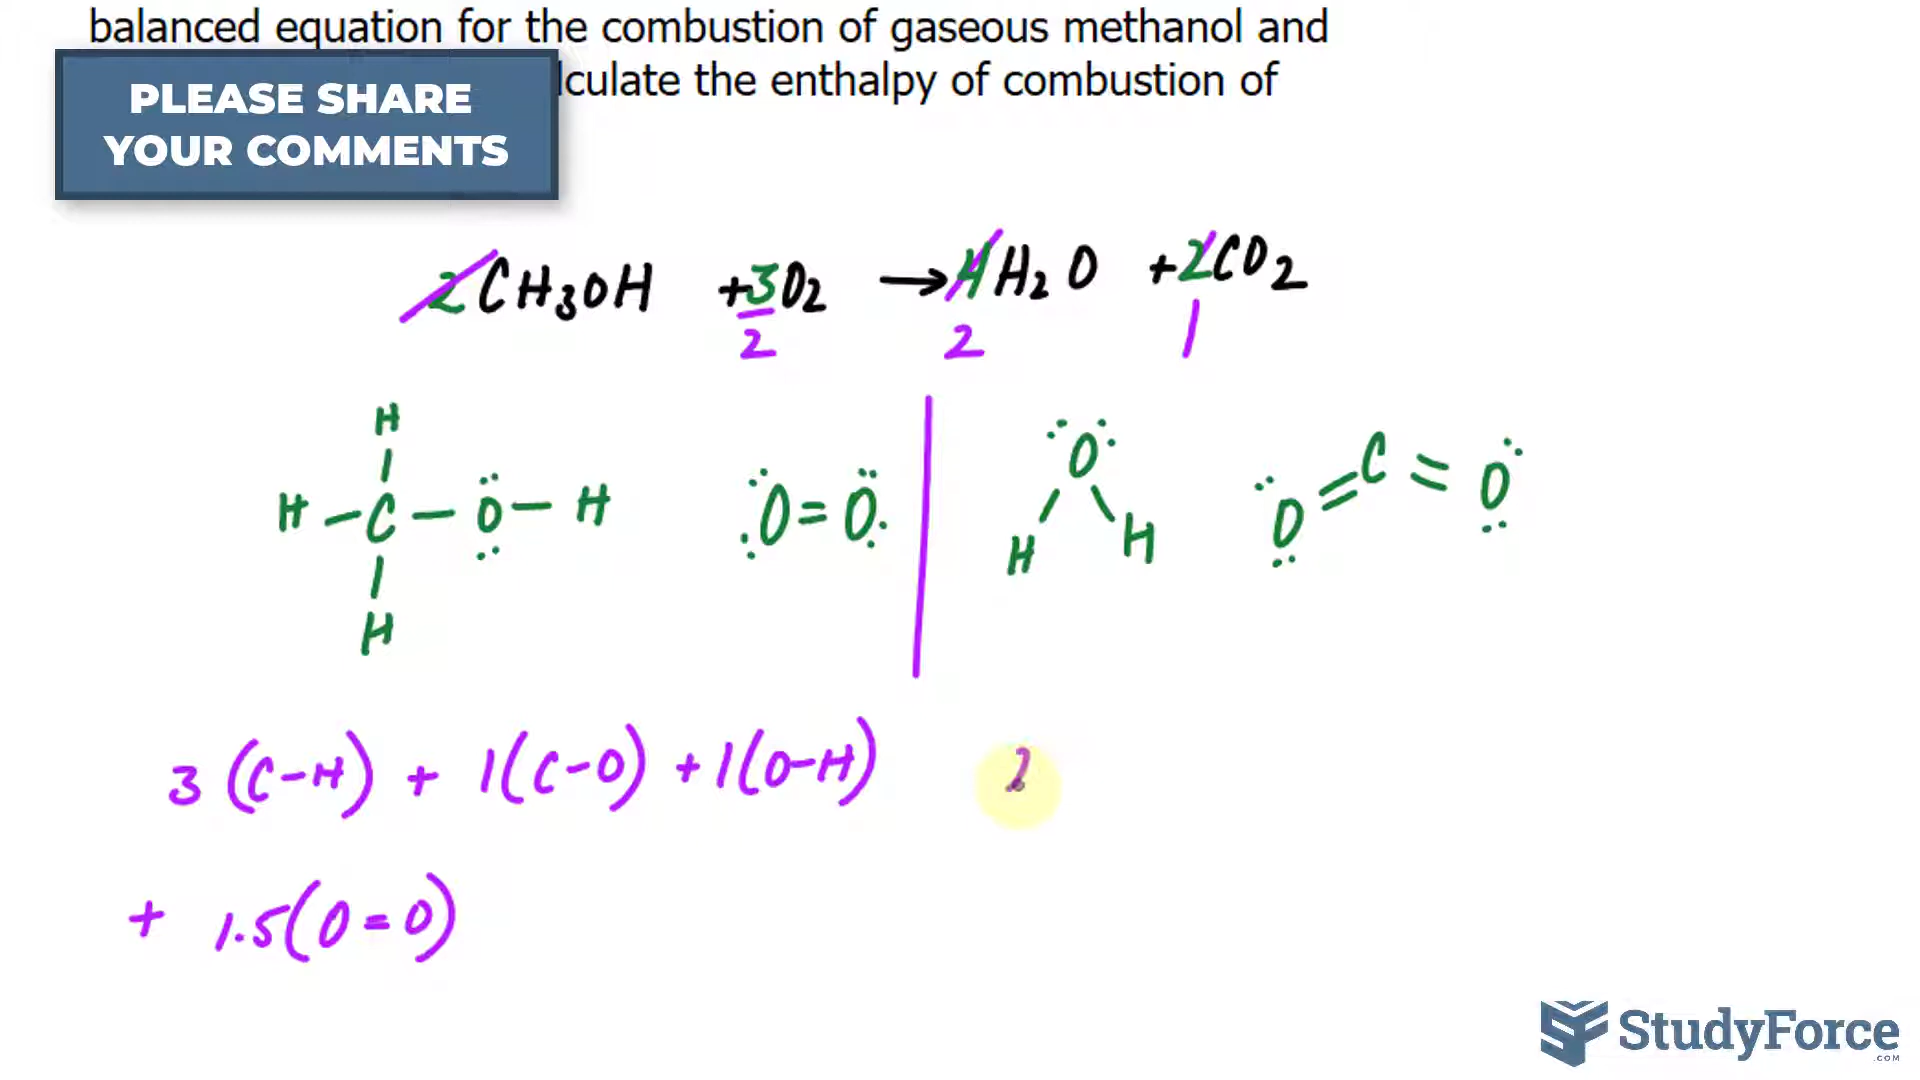 balanced equation for the combustion of gaseous methanol and
lculate the enthalpy of combustion of
PLEASE SHARE
YOUR COMMENTS
2CH3OH +3O2 → 4H2O +2CO2
2 2 1
H
H - C - O - H O = O
H
O
H H
O = C = O
3 (C-H) + 1(C-O) + 1(O-H) 2
+ 1.5(O=O)
StudyForce
.COM